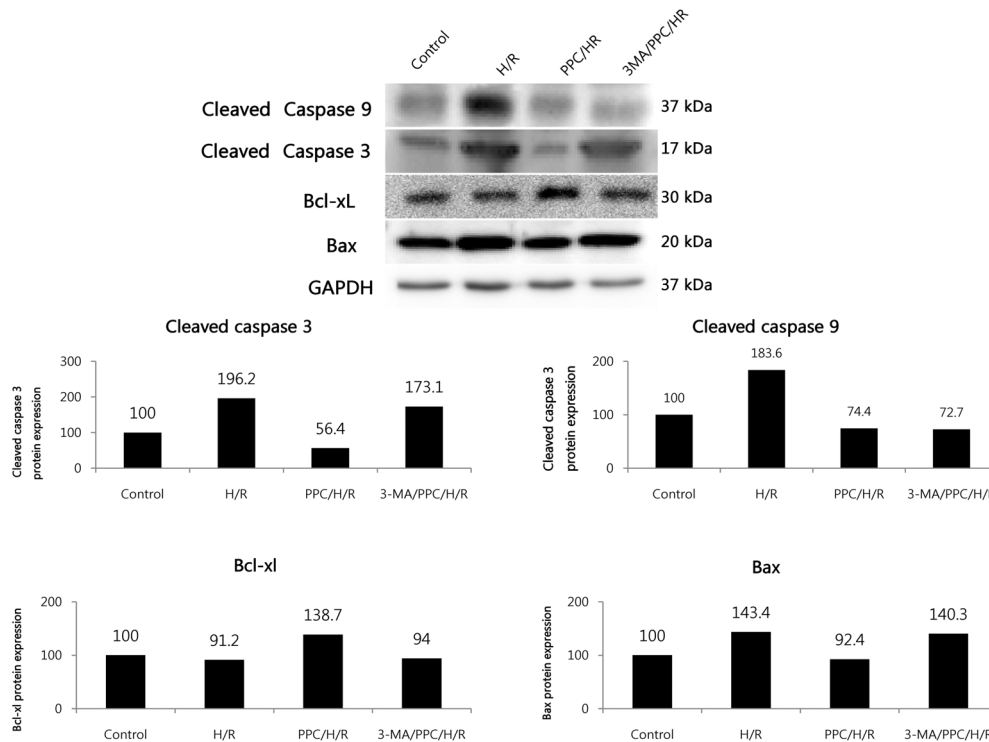 Control H/R PPC/HR 3MA/PPC/HR
Cleaved Caspase 9 37 kDa
Cleaved Caspase 3 17 kDa
Bcl-xL 30 kDa
Bax 20 kDa
GAPDH 37 kDa
Cleaved caspase 3
Cleaved caspase 3
protein expression
300
200
100
0
100 196.2 56.4 173.1
Control H/R PPC/H/R 3-MA/PPC/H/R
Cleaved caspase 9
Cleaved caspase 3
protein expression
200
100
0
100 183.6 74.4 72.7
Control H/R PPC/H/R 3-MA/PPC/H/R
Bcl-xl
Bcl-xl protein expression
200
100
0
100 91.2 138.7 94
Control H/R PPC/H/R 3-MA/PPC/H/R
Bax
Bax protein expression
200
100
0
100 143.4 92.4 140.3
Control H/R PPC/H/R 3-MA/PPC/H/R